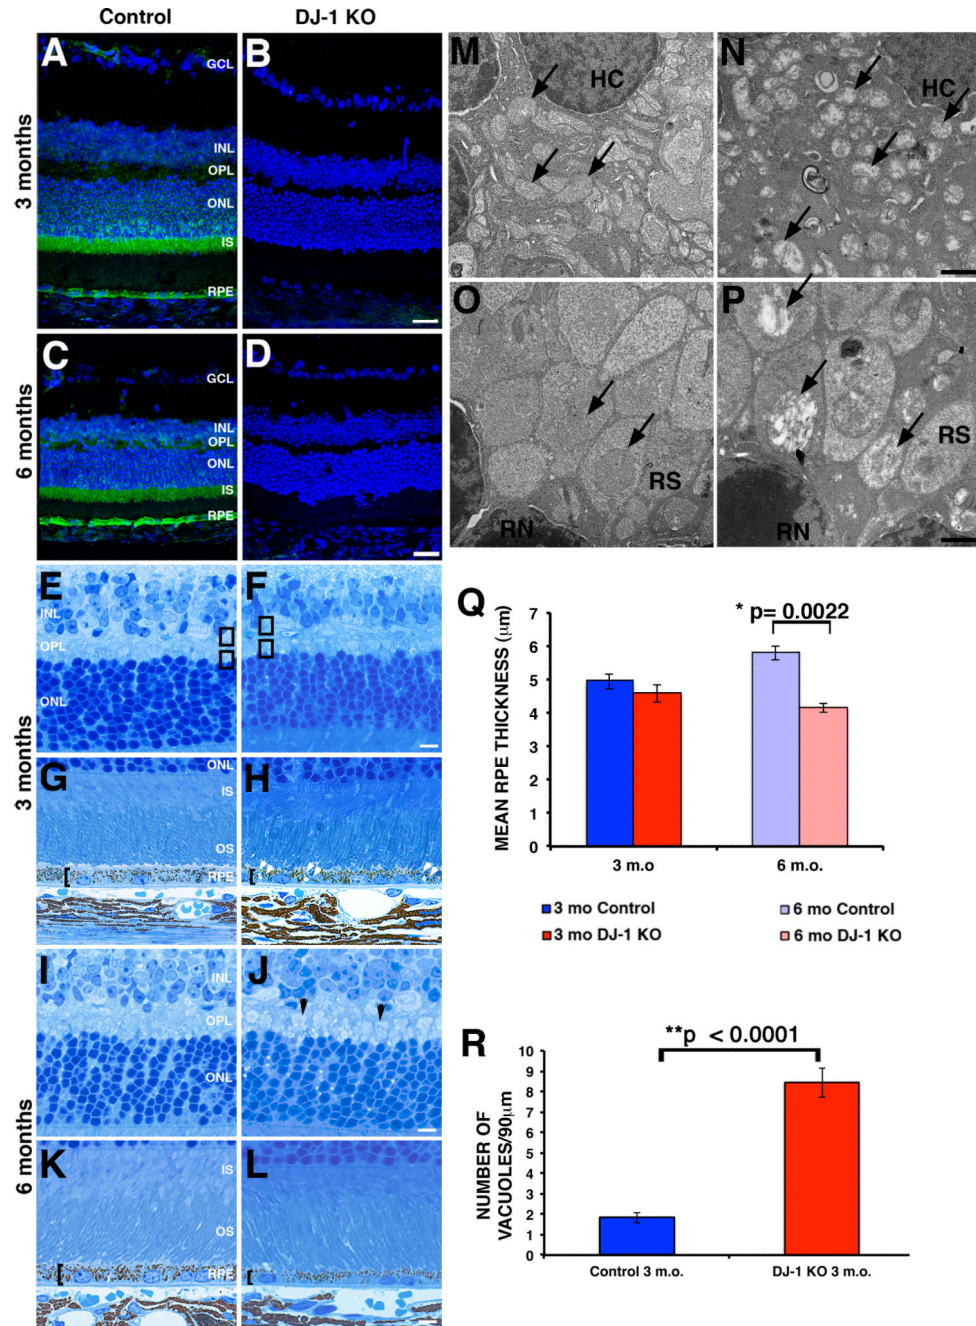 Control DJ-1 KO
3 months
A
GCL
INL
OPL
ONL
IS
RPE
B
6 months
C
GCL
INL
OPL
ONL
IS
RPE
D
3 months
E
INL
OPL
ONL
F
G
ONL
IS
OS
RPE
H
6 months
I
INL
OPL
ONL
J
K
IS
OS
RPE
L
M
HC
N
HC
O
RS
RN
P
RS
RN
Q
* p= 0.0022
MEAN RPE THICKNESS (μm)
7
6
5
4
3
2
1
0
3 m.o
6 m.o.
3 mo Control
6 mo Control
3 mo DJ-1 KO
6 mo DJ-1 KO
R
**p < 0.0001
NUMBER OF
VACUOLES/90μm
10
9
8
7
6
5
4
3
2
1
0
Control 3 m.o.
DJ-1 KO 3 m.o.